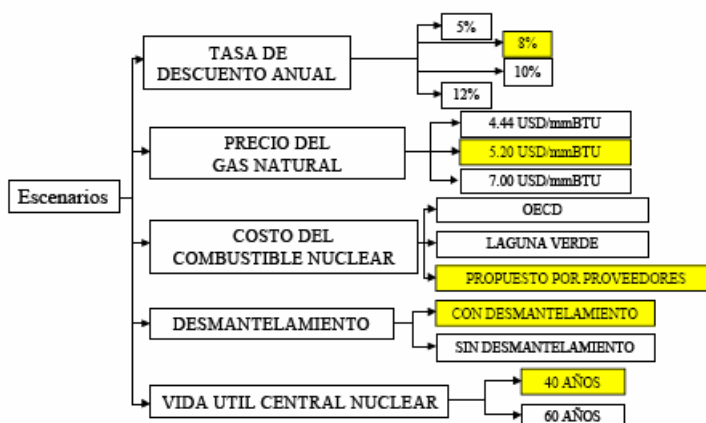 Escenarios
TASA DE
DESCUENTO ANUAL
5%
8%
10%
12%
PRECIO DEL
GAS NATURAL
4.44 USD/mmBTU
5.20 USD/mmBTU
7.00 USD/mmBTU
COSTO DEL
COMBUSTIBLE NUCLEAR
OECD
LAGUNA VERDE
PROPUESTO POR PROVEEDORES
DESMANTELAMIENTO
CON DESMANTELAMIENTO
SIN DESMANTELAMIENTO
VIDA UTIL CENTRAL NUCLEAR
40 AÑOS
60 AÑOS